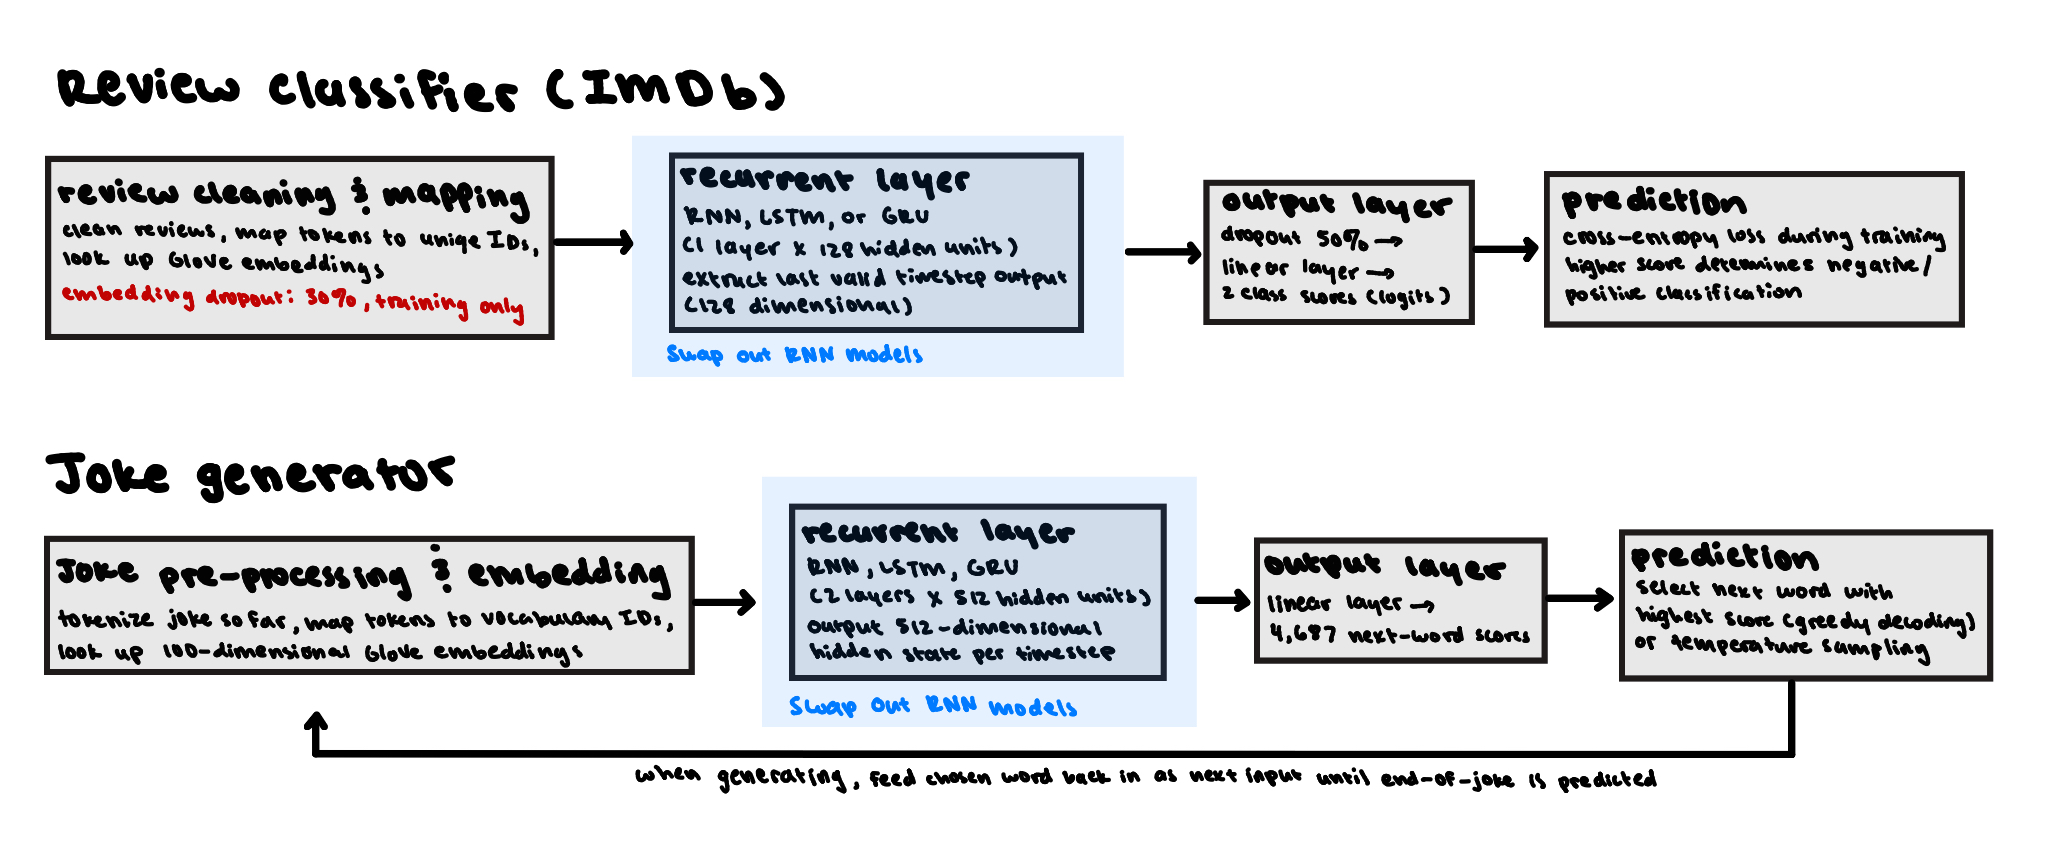 Review classifier (IMDb)
review cleaning & mapping
clean reviews, map tokens to uniqe IDs,
look up GloVe embeddings
embedding dropout: 30%, training only
recurrent layer
RNN, LSTM, or GRU
(1 layer x 128 hidden units)
extract last valid timestep output
(128 dimensional)
Swap out RNN models
output layer
dropout 50% →
linear layer →
2 class scores (logits)
prediction
cross-entropy loss during training
higher score determines negative/
positive classification
Joke generator
Joke pre-processing & embedding
tokenize joke so far, map tokens to vocabulary IDs,
look up 100-dimensional GloVe embeddings
recurrent layer
RNN, LSTM, GRU
(2 layers x 512 hidden units)
output 512-dimensional
hidden state per timestep
Swap out RNN models
output layer
linear layer →
4,687 next-word scores
prediction
select next word with
highest score (greedy decoding)
or temperature sampling
when generating, feed chosen word back in as next input until end-of-joke is predicted